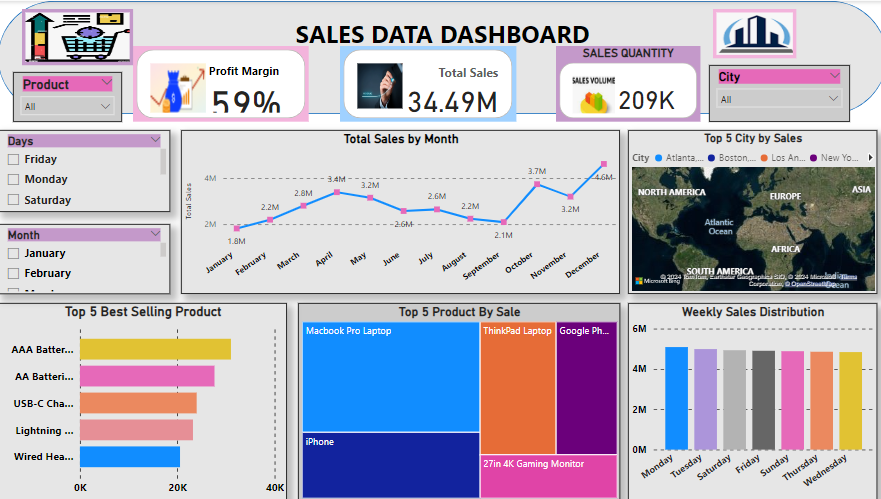 SALES DATA DASHBOARD
Product
All
Profit Margin
59%
Total Sales
34.49M
SALES QUANTITY
SALES VOLUME
209K
City
All
Days
Friday
Monday
Saturday
Month
January
February
Total Sales by Month
Total Sales
4M
2M
1.8M
2.2M
2.8M
3.4M
3.2M
2.6M
2.6M
2.2M
2.1M
3.7M
3.2M
4.6M
January
February
March
April
May
June
July
August
September
October
November
December
Top 5 City by Sales
City
Atlanta,...
Boston,...
Los An...
New Yo...
NORTH AMERICA
EUROPE
ASIA
Atlantic
Ocean
AFRICA
SOUTH AMERICA
Indian
Ocean
Microsoft Bing
© 2024 TomTom, Earthstar Geographics SIO, © 2024 Microsoft
Corporation, © OpenStreetMap
Terms
Top 5 Best Selling Product
AAA Batter...
AA Batteri...
USB-C Cha...
Lightning ...
Wired Hea...
0K
20K
40K
Top 5 Product By Sale
Macbook Pro Laptop
ThinkPad Laptop
Google Ph...
iPhone
27in 4K Gaming Monitor
Weekly Sales Distribution
6M
4M
2M
0M
Monday
Tuesday
Saturday
Friday
Sunday
Thursday
Wednesday